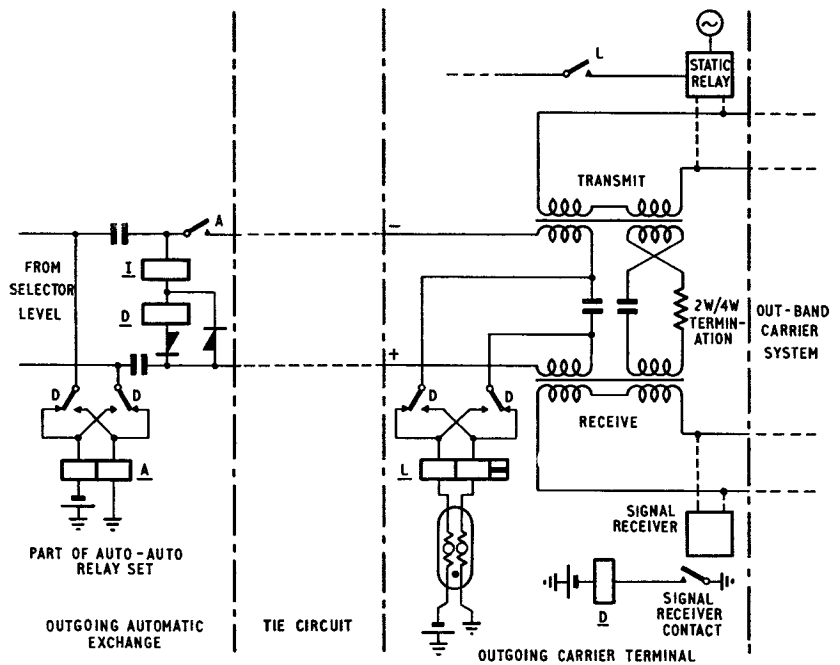 L
STATIC
RELAY
TRANSMIT
A
−
FROM
SELECTOR
LEVEL
I
D
2W/4W
TERMIN-
ATION
OUT-BAND
CARRIER
SYSTEM
+
D
D
D
D
RECEIVE
A
L
SIGNAL
RECEIVER
PART OF AUTO-AUTO
RELAY SET
D
SIGNAL
RECEIVER
CONTACT
OUTGOING AUTOMATIC
EXCHANGE
TIE CIRCUIT
OUTGOING CARRIER TERMINAL